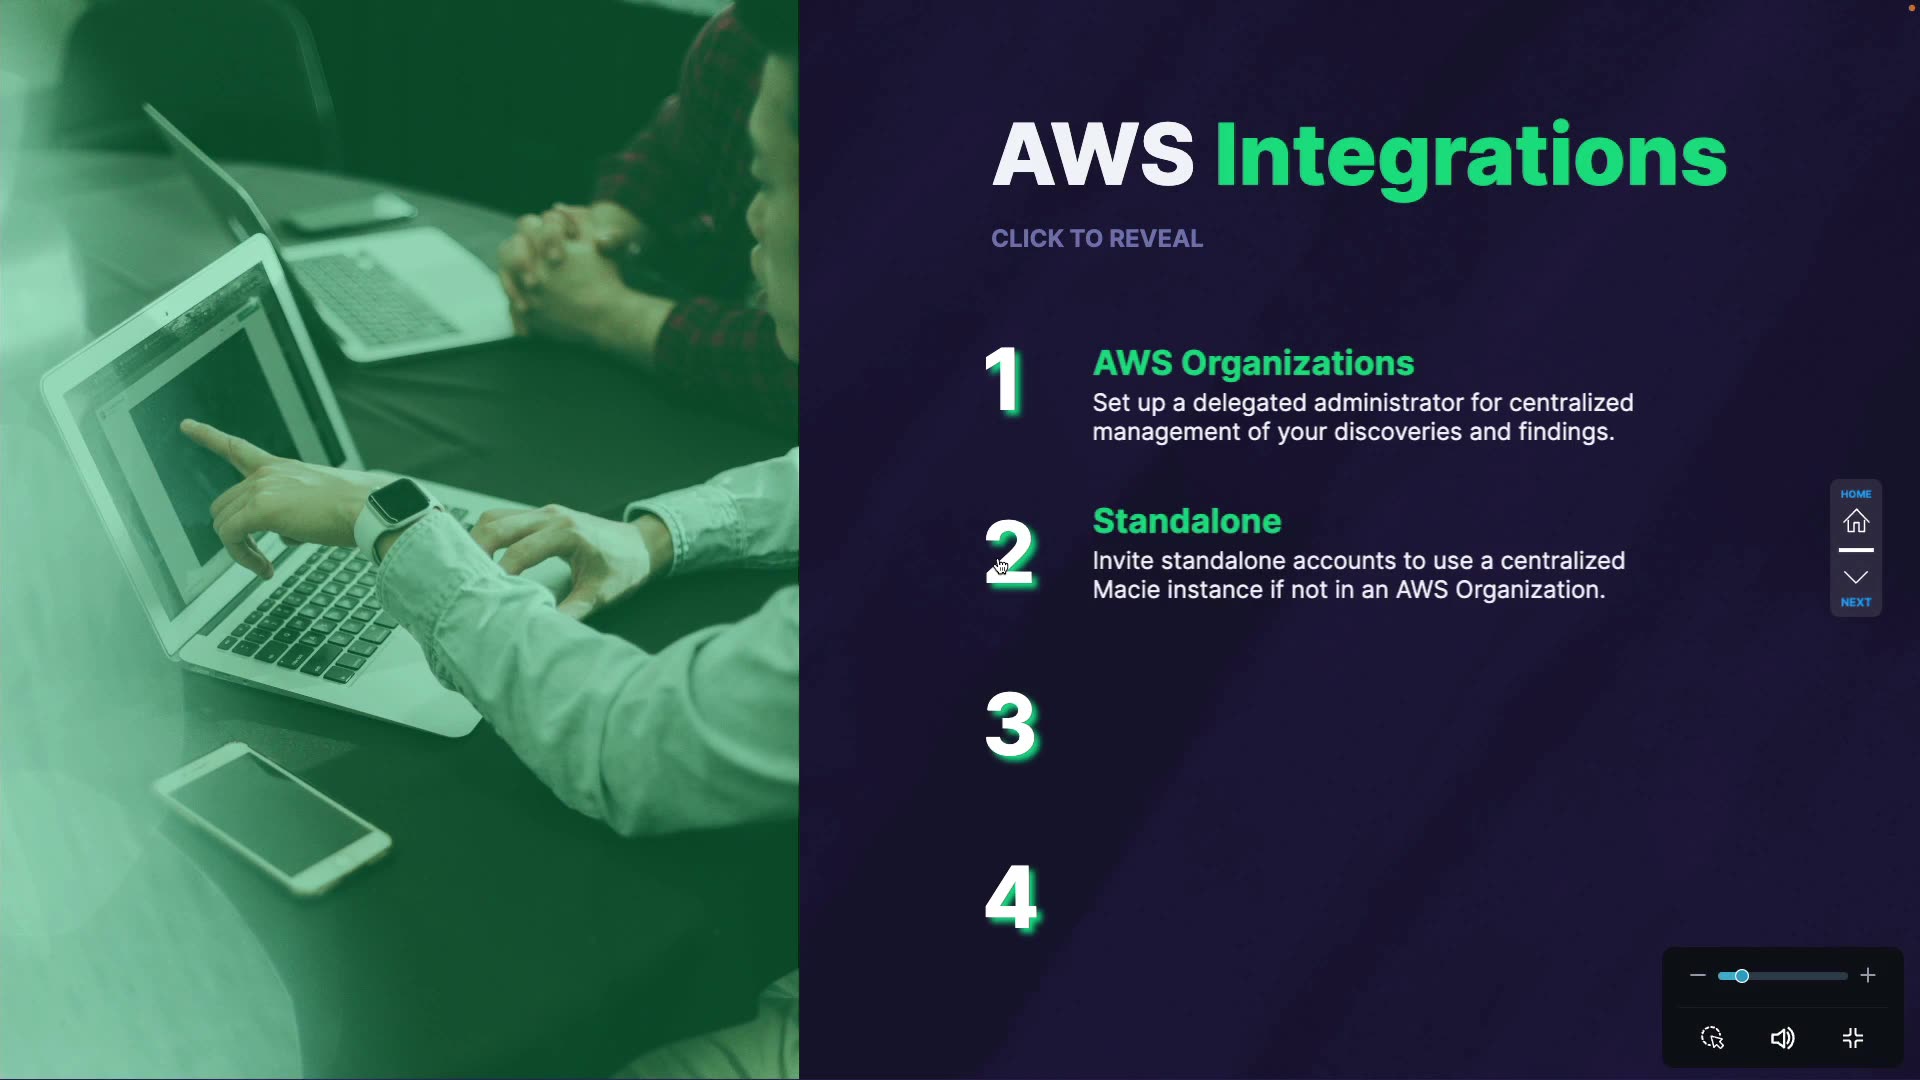 AWS Integrations
CLICK TO REVEAL
1
AWS Organizations
Set up a delegated administrator for centralized
management of your discoveries and findings.
2
Standalone
Invite standalone accounts to use a centralized
Macie instance if not in an AWS Organization.
3
4
HOME
NEXT